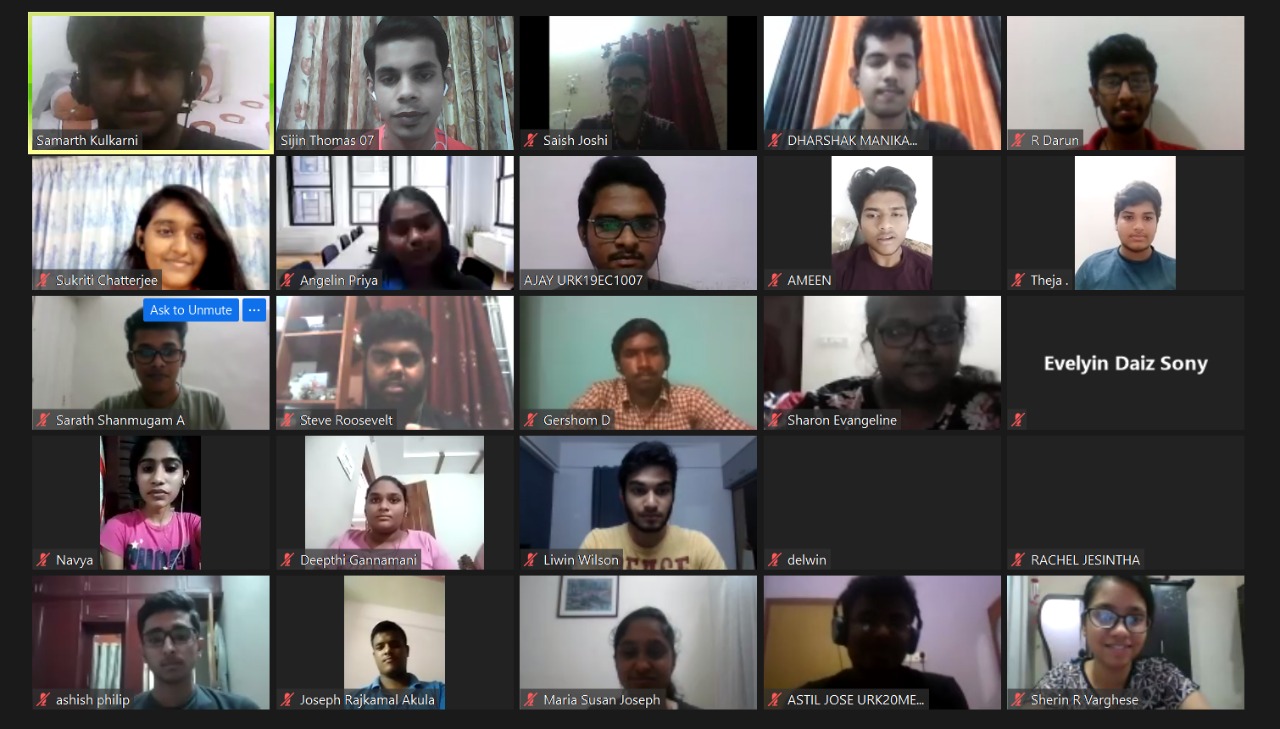 Samarth Kulkarni
Sijin Thomas 07
Saish Joshi
DHARSHAK MANIKA...
R Darun
Sukriti Chatterjee
Angelin Priya
AJAY URK19EC1007
AMEEN
Theja .
Ask to Unmute ...
Sarath Shanmugam A
Steve Roosevelt
Gershom D
Sharon Evangeline
Evelyin Daiz Sony
Navya
Deepthi Gannamani
Liwin Wilson
delwin
RACHEL JESINTHA
ashish philip
Joseph Rajkamal Akula
Maria Susan Joseph
ASTIL JOSE URK20ME...
Sherin R Varghese